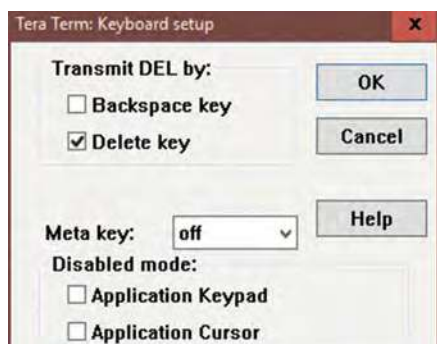 Tera Term: Keyboard setup
x
Transmit DEL by:
OK
Backspace key
Delete key
Cancel
Meta key:
off
Help
Disabled mode:
Application Keypad
Application Cursor